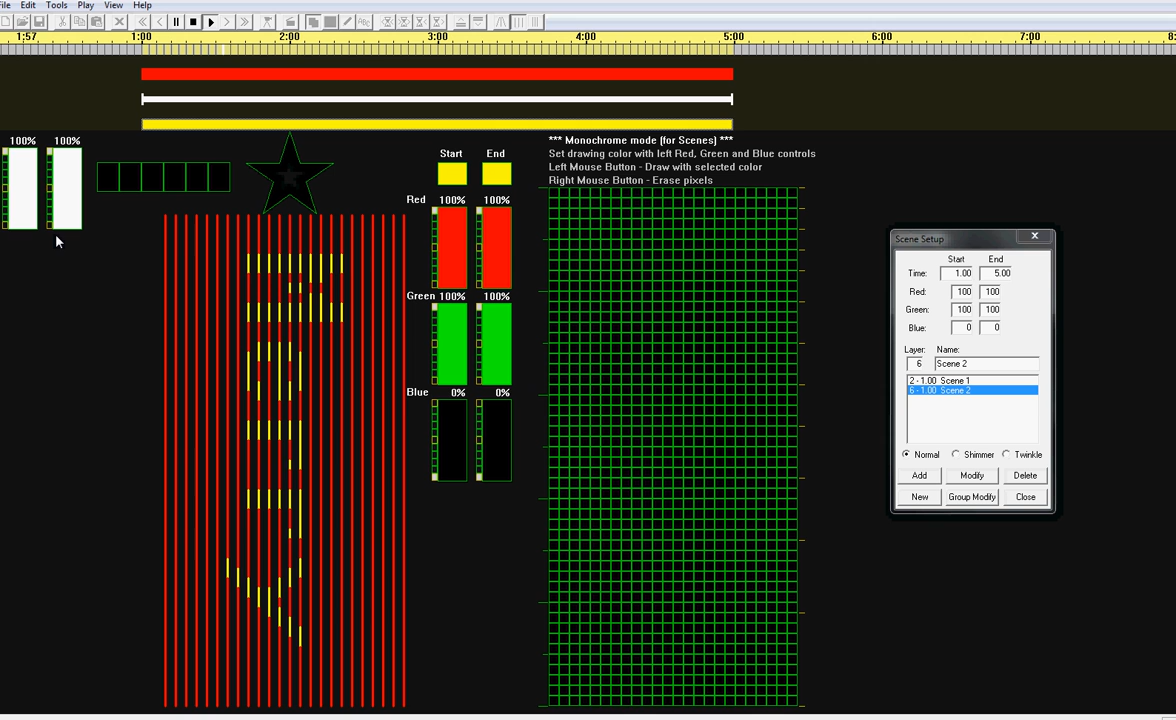 File Edit Tools Play View Help
1:57 1:00 2:00 3:00 4:00 5:00 6:00 7:00
100% 100%
*** Monochrome mode (for Scenes) ***
Set drawing color with left Red, Green and Blue controls
Left Mouse Button - Draw with selected color
Right Mouse Button - Erase pixels
Start End
Red 100% 100%
Green 100% 100%
Blue 0% 0%
Scene Setup
Start End
Time: 1.00 5.00
Red: 100 100
Green: 100 100
Blue: 0 0
Layer: Name:
6 Scene 2
2 - 1.00 Scene 1
6 - 1.00 Scene 2
Normal Shimmer Twinkle
Add Modify Delete
New Group Modify Close